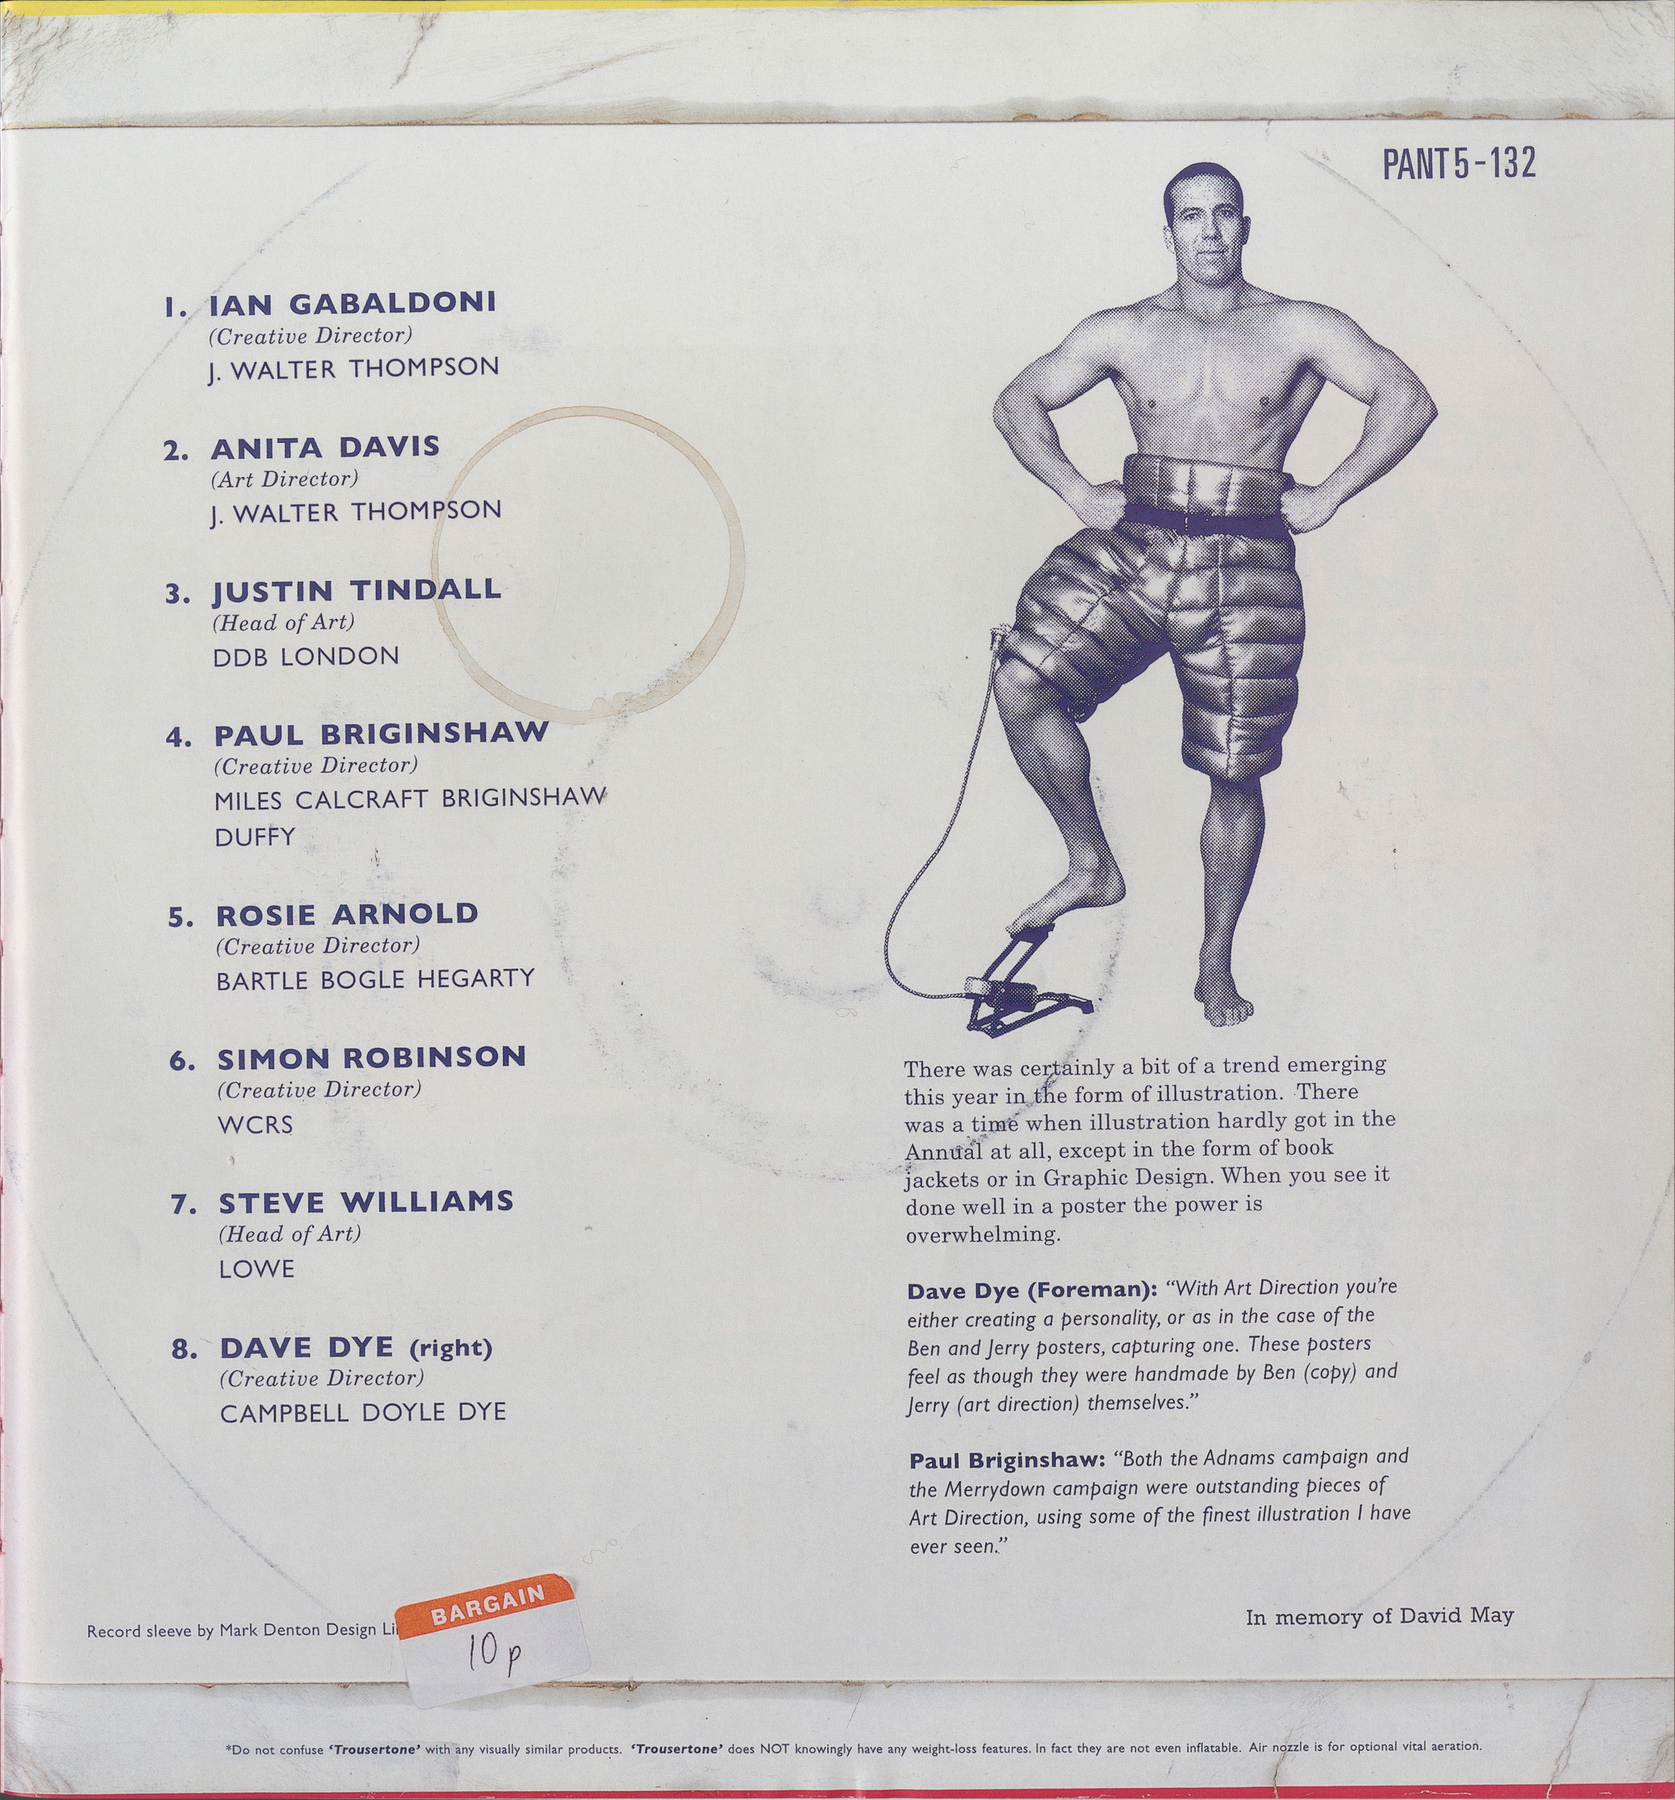 PANT5-132
1. IAN GABALDONI
(Creative Director)
J. WALTER THOMPSON
2. ANITA DAVIS
(Art Director)
J. WALTER THOMPSON
3. JUSTIN TINDALL
(Head of Art)
DDB LONDON
4. PAUL BRIGINSHAW
(Creative Director)
MILES CALCRAFT BRIGINSHAW
DUFFY
5. ROSIE ARNOLD
(Creative Director)
BARTLE BOGLE HEGARTY
6. SIMON ROBINSON
(Creative Director)
WCRS
7. STEVE WILLIAMS
(Head of Art)
LOWE
8. DAVE DYE (right)
(Creative Director)
CAMPBELL DOYLE DYE
There was certainly a bit of a trend emerging
this year in the form of illustration. There
was a time when illustration hardly got in the
Annual at all, except in the form of book
jackets or in Graphic Design. When you see it
done well in a poster the power is
overwhelming.
Dave Dye (Foreman): “With Art Direction you’re
either creating a personality, or as in the case of the
Ben and Jerry posters, capturing one. These posters
feel as though they were handmade by Ben (copy) and
Jerry (art direction) themselves.”
Paul Briginshaw: “Both the Adnams campaign and
the Merrydown campaign were outstanding pieces of
Art Direction, using some of the finest illustration I have
ever seen.”
In memory of David May
Record sleeve by Mark Denton Design
BARGAIN
10p
*Do not confuse ‘Trousertone’ with any visually similar products. ‘Trousertone’ does NOT knowingly have any weight-loss features. In fact they are not even inflatable. Air nozzle is for optional vital aeration.